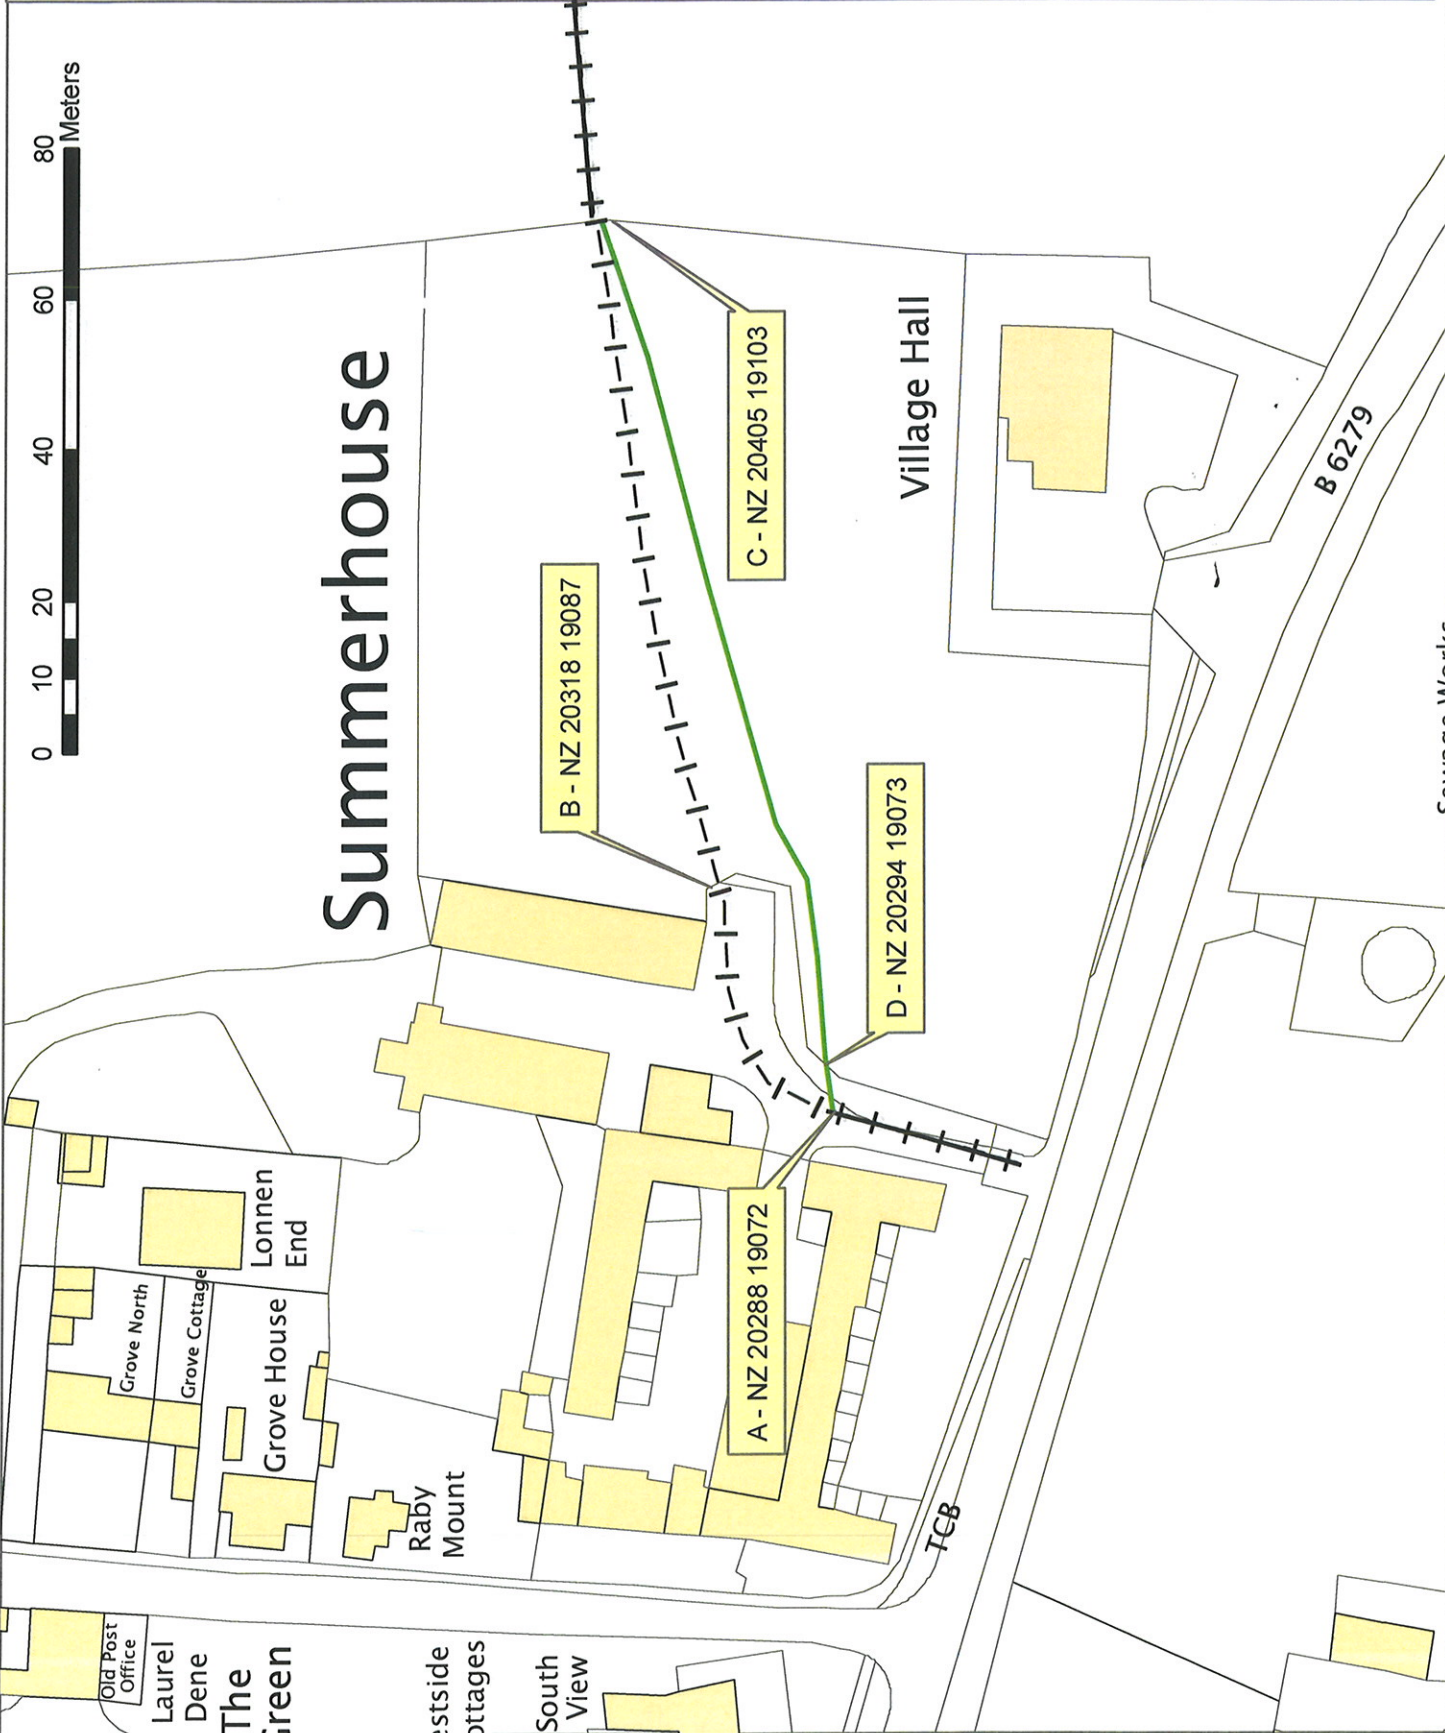 0 10 20 40 60 80
Meters
Summerhouse
B - NZ 20318 19087
C - NZ 20405 19103
D - NZ 20294 19073
A - NZ 20288 19072
Village Hall
B 6279
Lonnen
End
Grove North
Grove Cottage
Grove House
Raby
Mount
TCB
Old Post
Office
Laurel
Dene
The
South
View